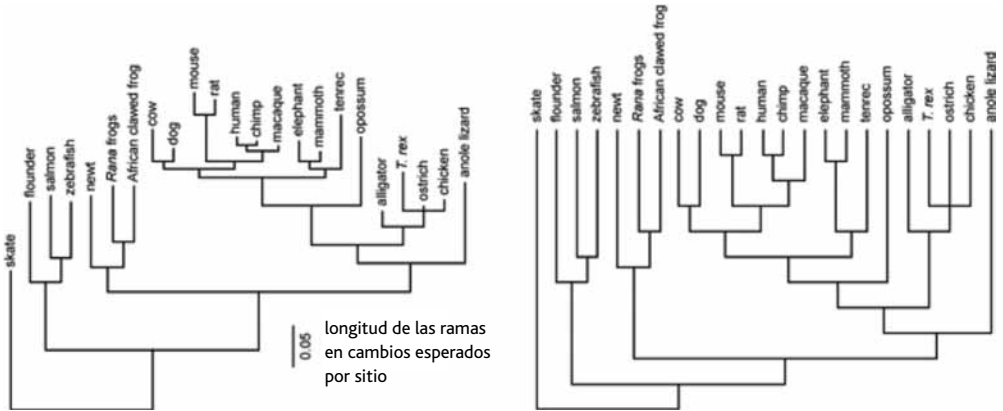 skate
flounder
salmon
zebrafish
newt
Rana frogs
African clawed frog
cow
dog
mouse
rat
human
chimp
macaque
elephant
mammoth
tenrec
opossum
alligator
T. rex
ostrich
chicken
anole lizard
0.05
longitud de las ramas
en cambios esperados
por sitio
skate
flounder
salmon
zebrafish
newt
Rana frogs
African clawed frog
cow
dog
mouse
rat
human
chimp
macaque
elephant
mammoth
tenrec
opossum
alligator
T. rex
ostrich
chicken
anole lizard